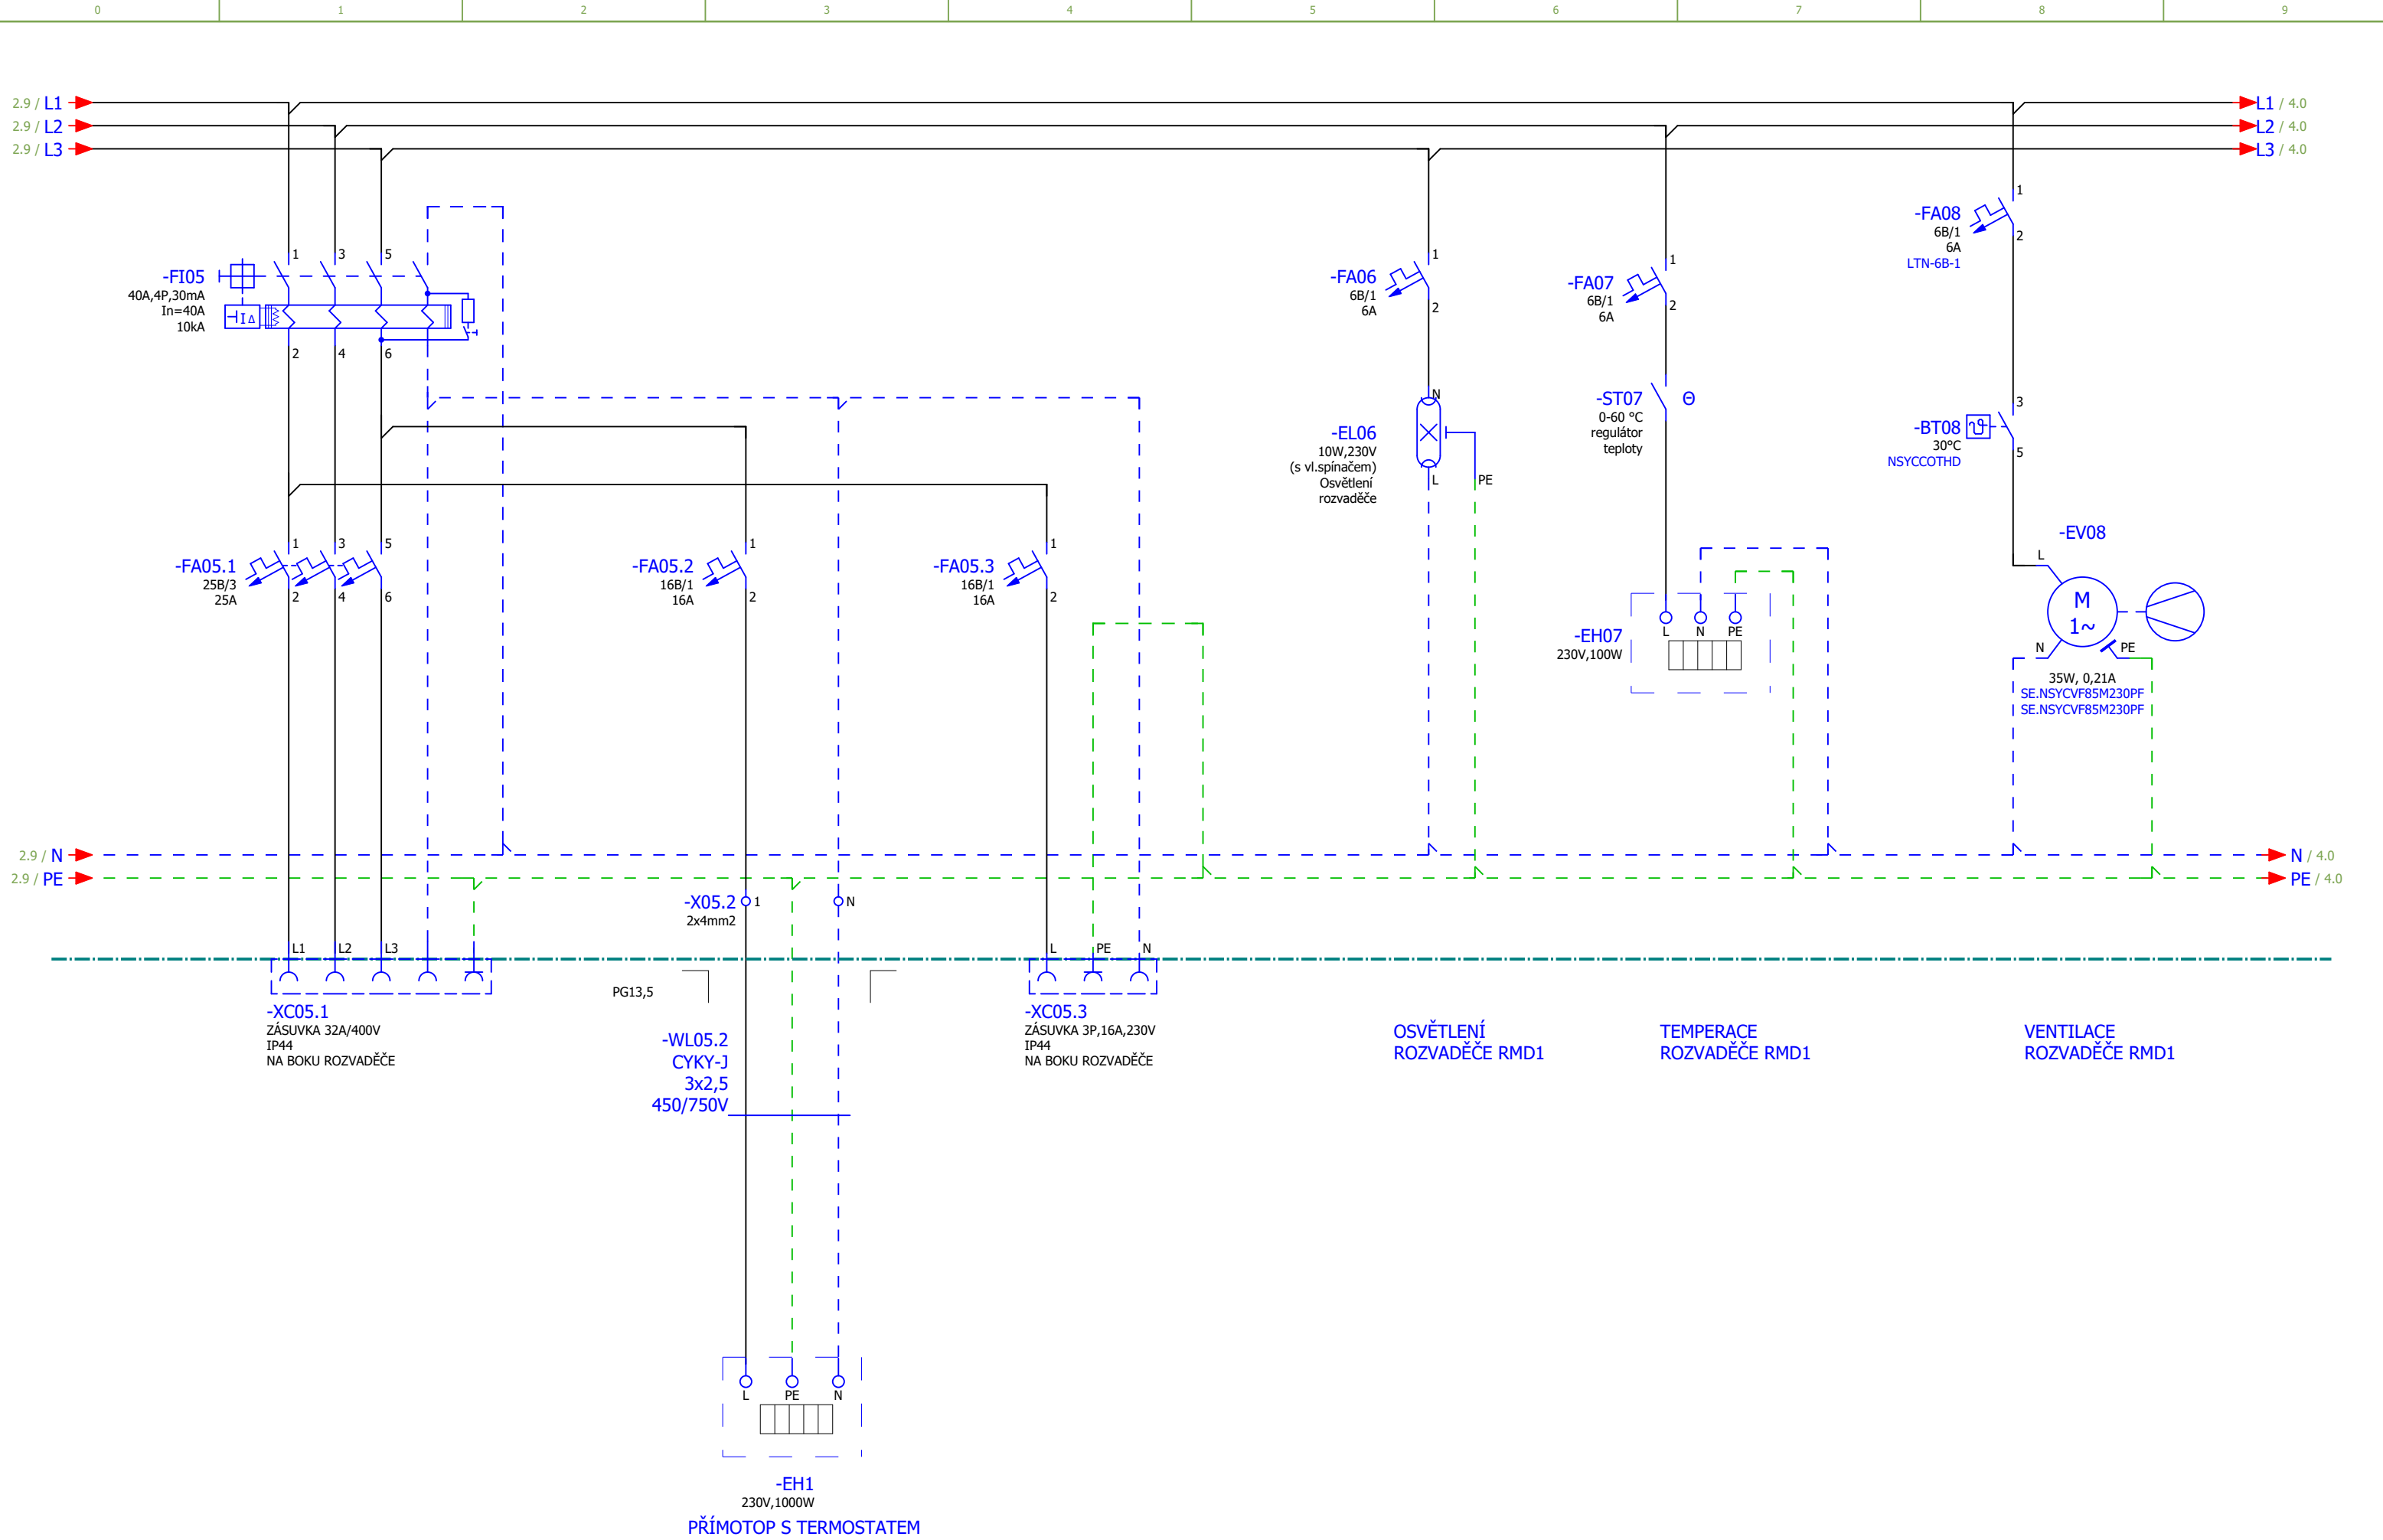 0 1 2 3 4 5 6 7 8 9
2.9 / L1
L1 / 4.0
2.9 / L2
L2 / 4.0
2.9 / L3
L3 / 4.0
-FI05
40A,4P,30mA
In=40A
10kA
1 3 5
I Δ
2 4 6
-FA06
6B/1
6A
1
2
-FA07
6B/1
6A
1
2
-FA08
6B/1
6A
LTN-6B-1
1
2
-EL06
10W,230V
(s vl.spínačem)
Osvětlení
rozvaděče
N
L
PE
-ST07
0-60 °C
regulátor
teploty
Θ
-BT08
30°C
NSYCCOTHD
ϑ
3
5
-FA05.1
25B/3
25A
1 3 5
2 4 6
-FA05.2
16B/1
16A
1
2
-FA05.3
16B/1
16A
1
2
-EH07
230V,100W
L N PE
-EV08
L
M
1~
N
PE
35W, 0,21A
SE.NSYCVF85M230PF
SE.NSYCVF85M230PF
2.9 / N
N / 4.0
2.9 / PE
PE / 4.0
-X05.2
2x4mm2
1
N
L1 L2 L3
L PE N
-XC05.1
ZÁSUVKA 32A/400V
IP44
NA BOKU ROZVADĚČE
PG13,5
-WL05.2
CYKY-J
3x2,5
450/750V
-XC05.3
ZÁSUVKA 3P,16A,230V
IP44
NA BOKU ROZVADĚČE
OSVĚTLENÍ
ROZVADĚČE RMD1
TEMPERACE
ROZVADĚČE RMD1
VENTILACE
ROZVADĚČE RMD1
L PE N
-EH1
230V,1000W
PŘÍMOTOP S TERMOSTATEM